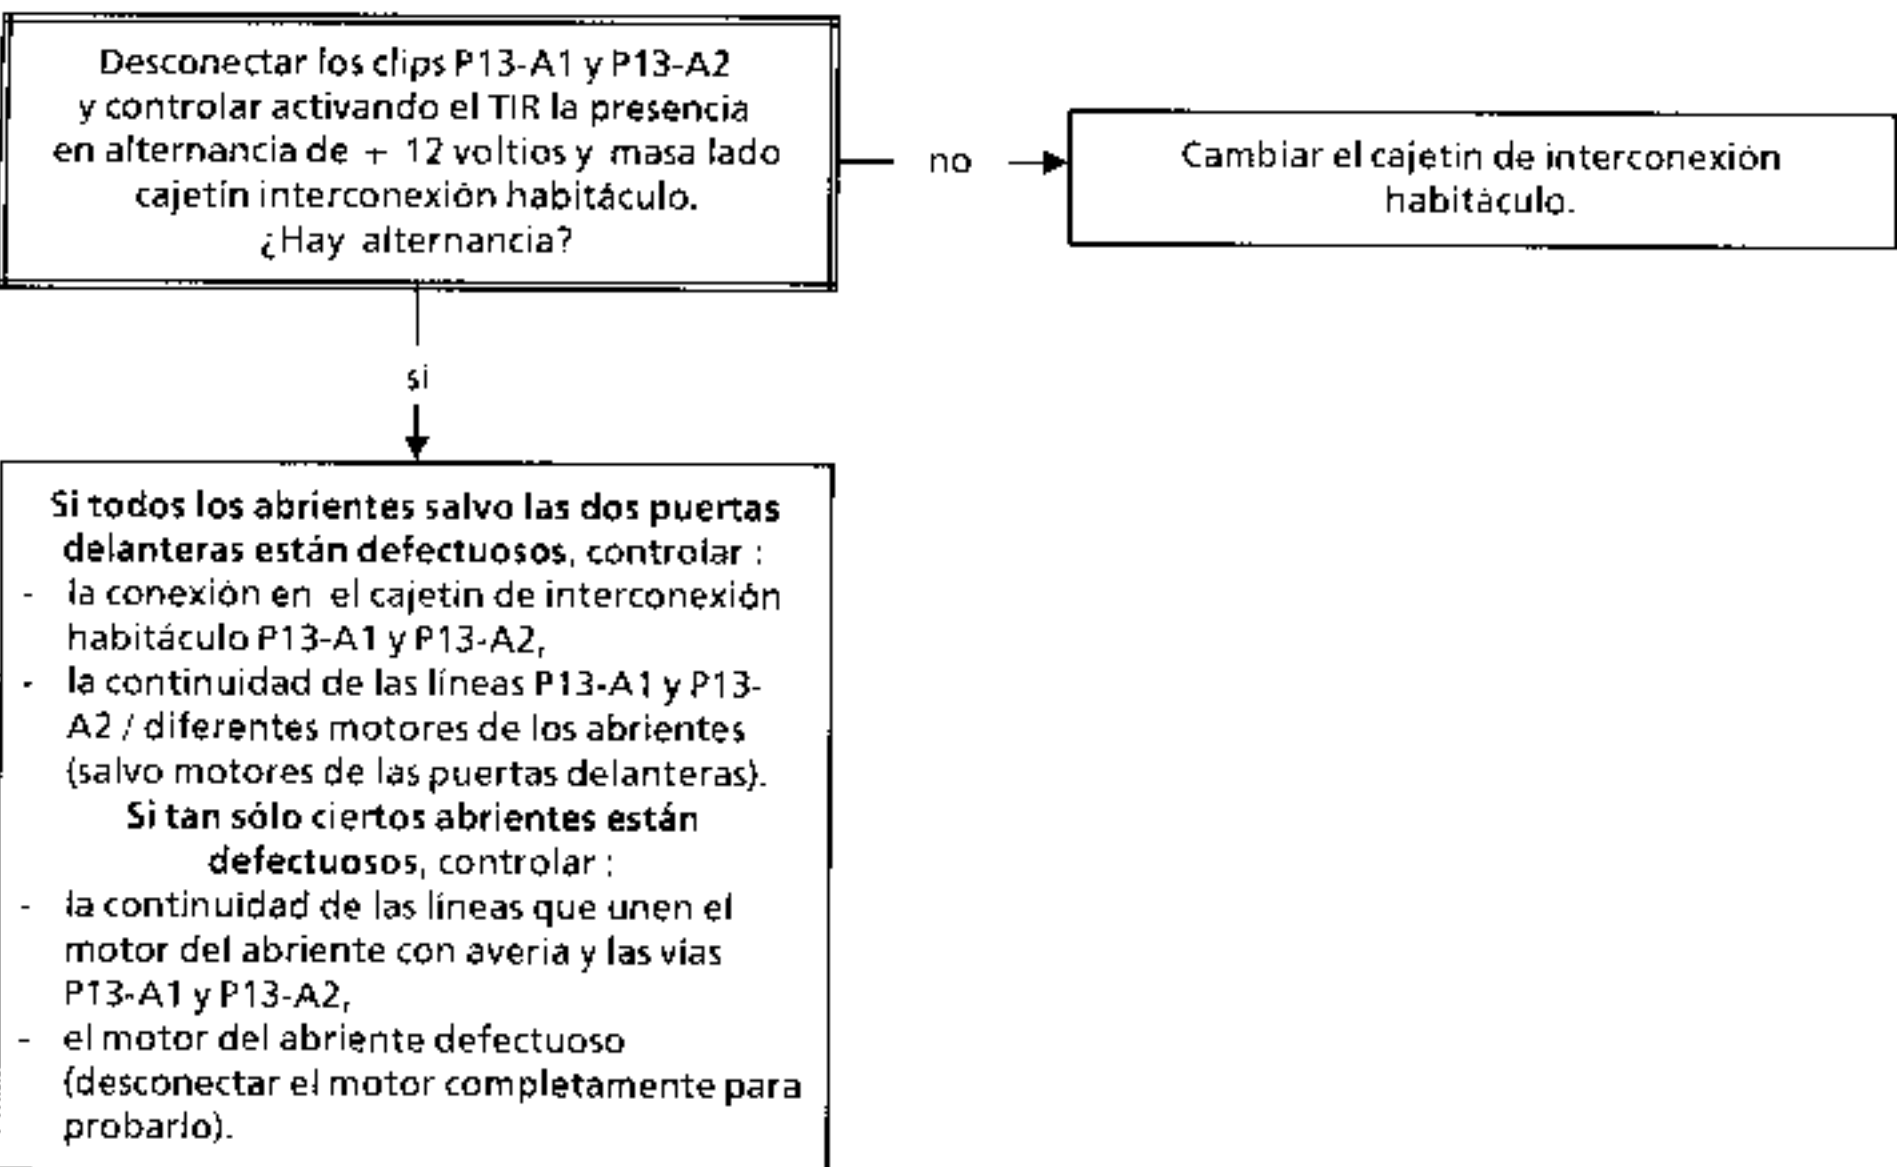 Desconectar los clips P13-A1 y P13-A2
y controlar activando el TIR la presencia
en alternancia de + 12 voltios y masa lado
cajetín interconexión habitáculo.
¿Hay alternancia?
no
Cambiar el cajetin de interconexión
habitáculo.
si
Si todos los abrientes salvo las dos puertas
delanteras están defectuosos, controlar :
- la conexión en el cajetin de interconexión
habitáculo P13-A1 y P13-A2,
- la continuidad de las líneas P13-A1 y P13-
A2 / diferentes motores de los abrientes
(salvo motores de las puertas delanteras).
Si tan sólo ciertos abrientes están
defectuosos, controlar :
- la continuidad de las líneas que unen el
motor del abriente con averia y las vías
P13-A1 y P13-A2,
- el motor del abriente defectuoso
(desconectar el motor completamente para
probarlo).